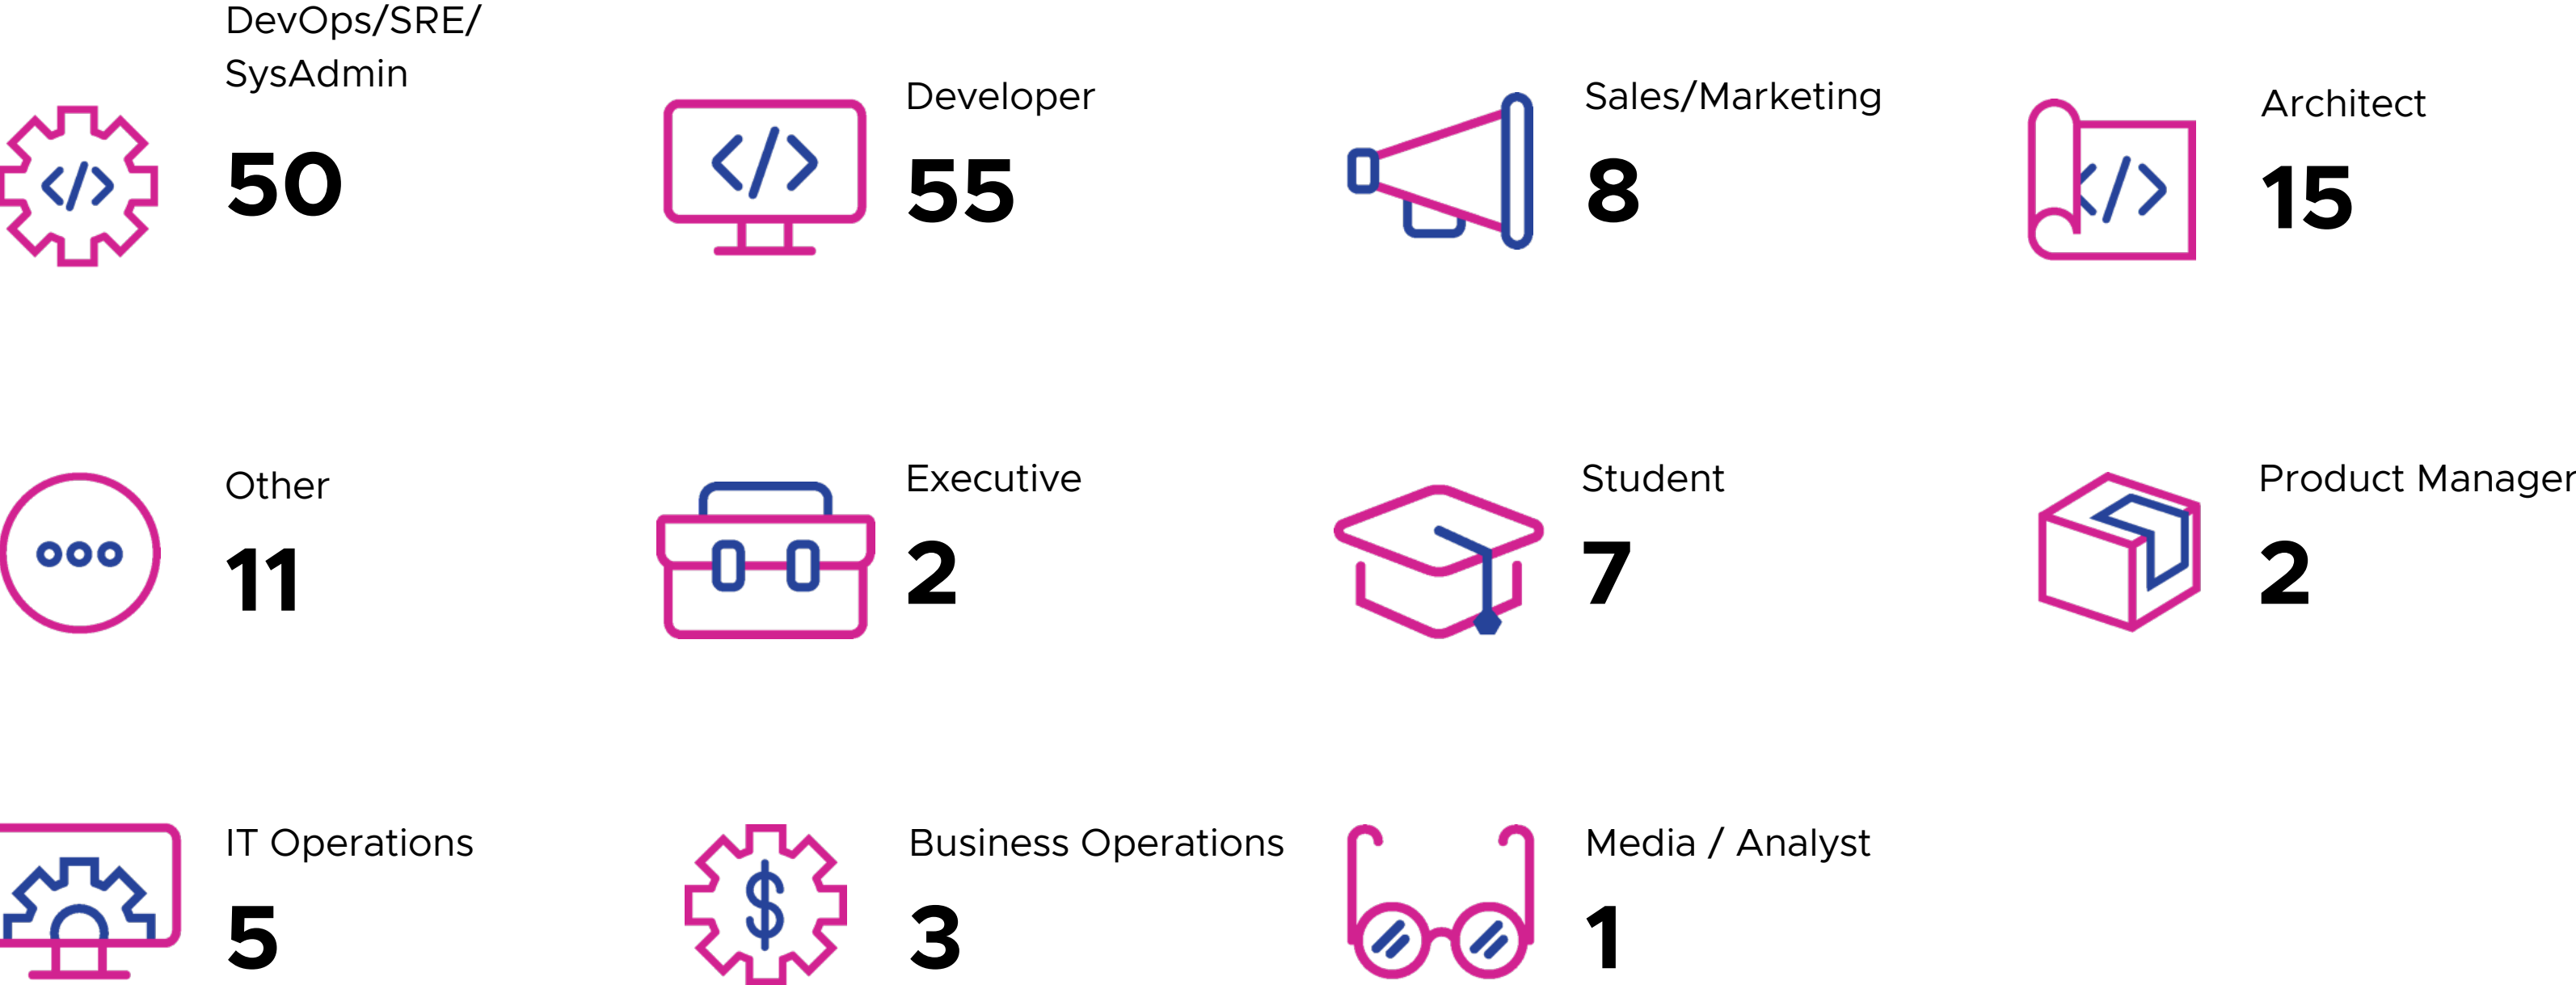 DevOps/SRE/
SysAdmin
50
Developer
55
Sales/Marketing
8
Architect
15
Other
11
Executive
2
Student
7
Product Manager
2
IT Operations
5
Business Operations
3
Media / Analyst
1